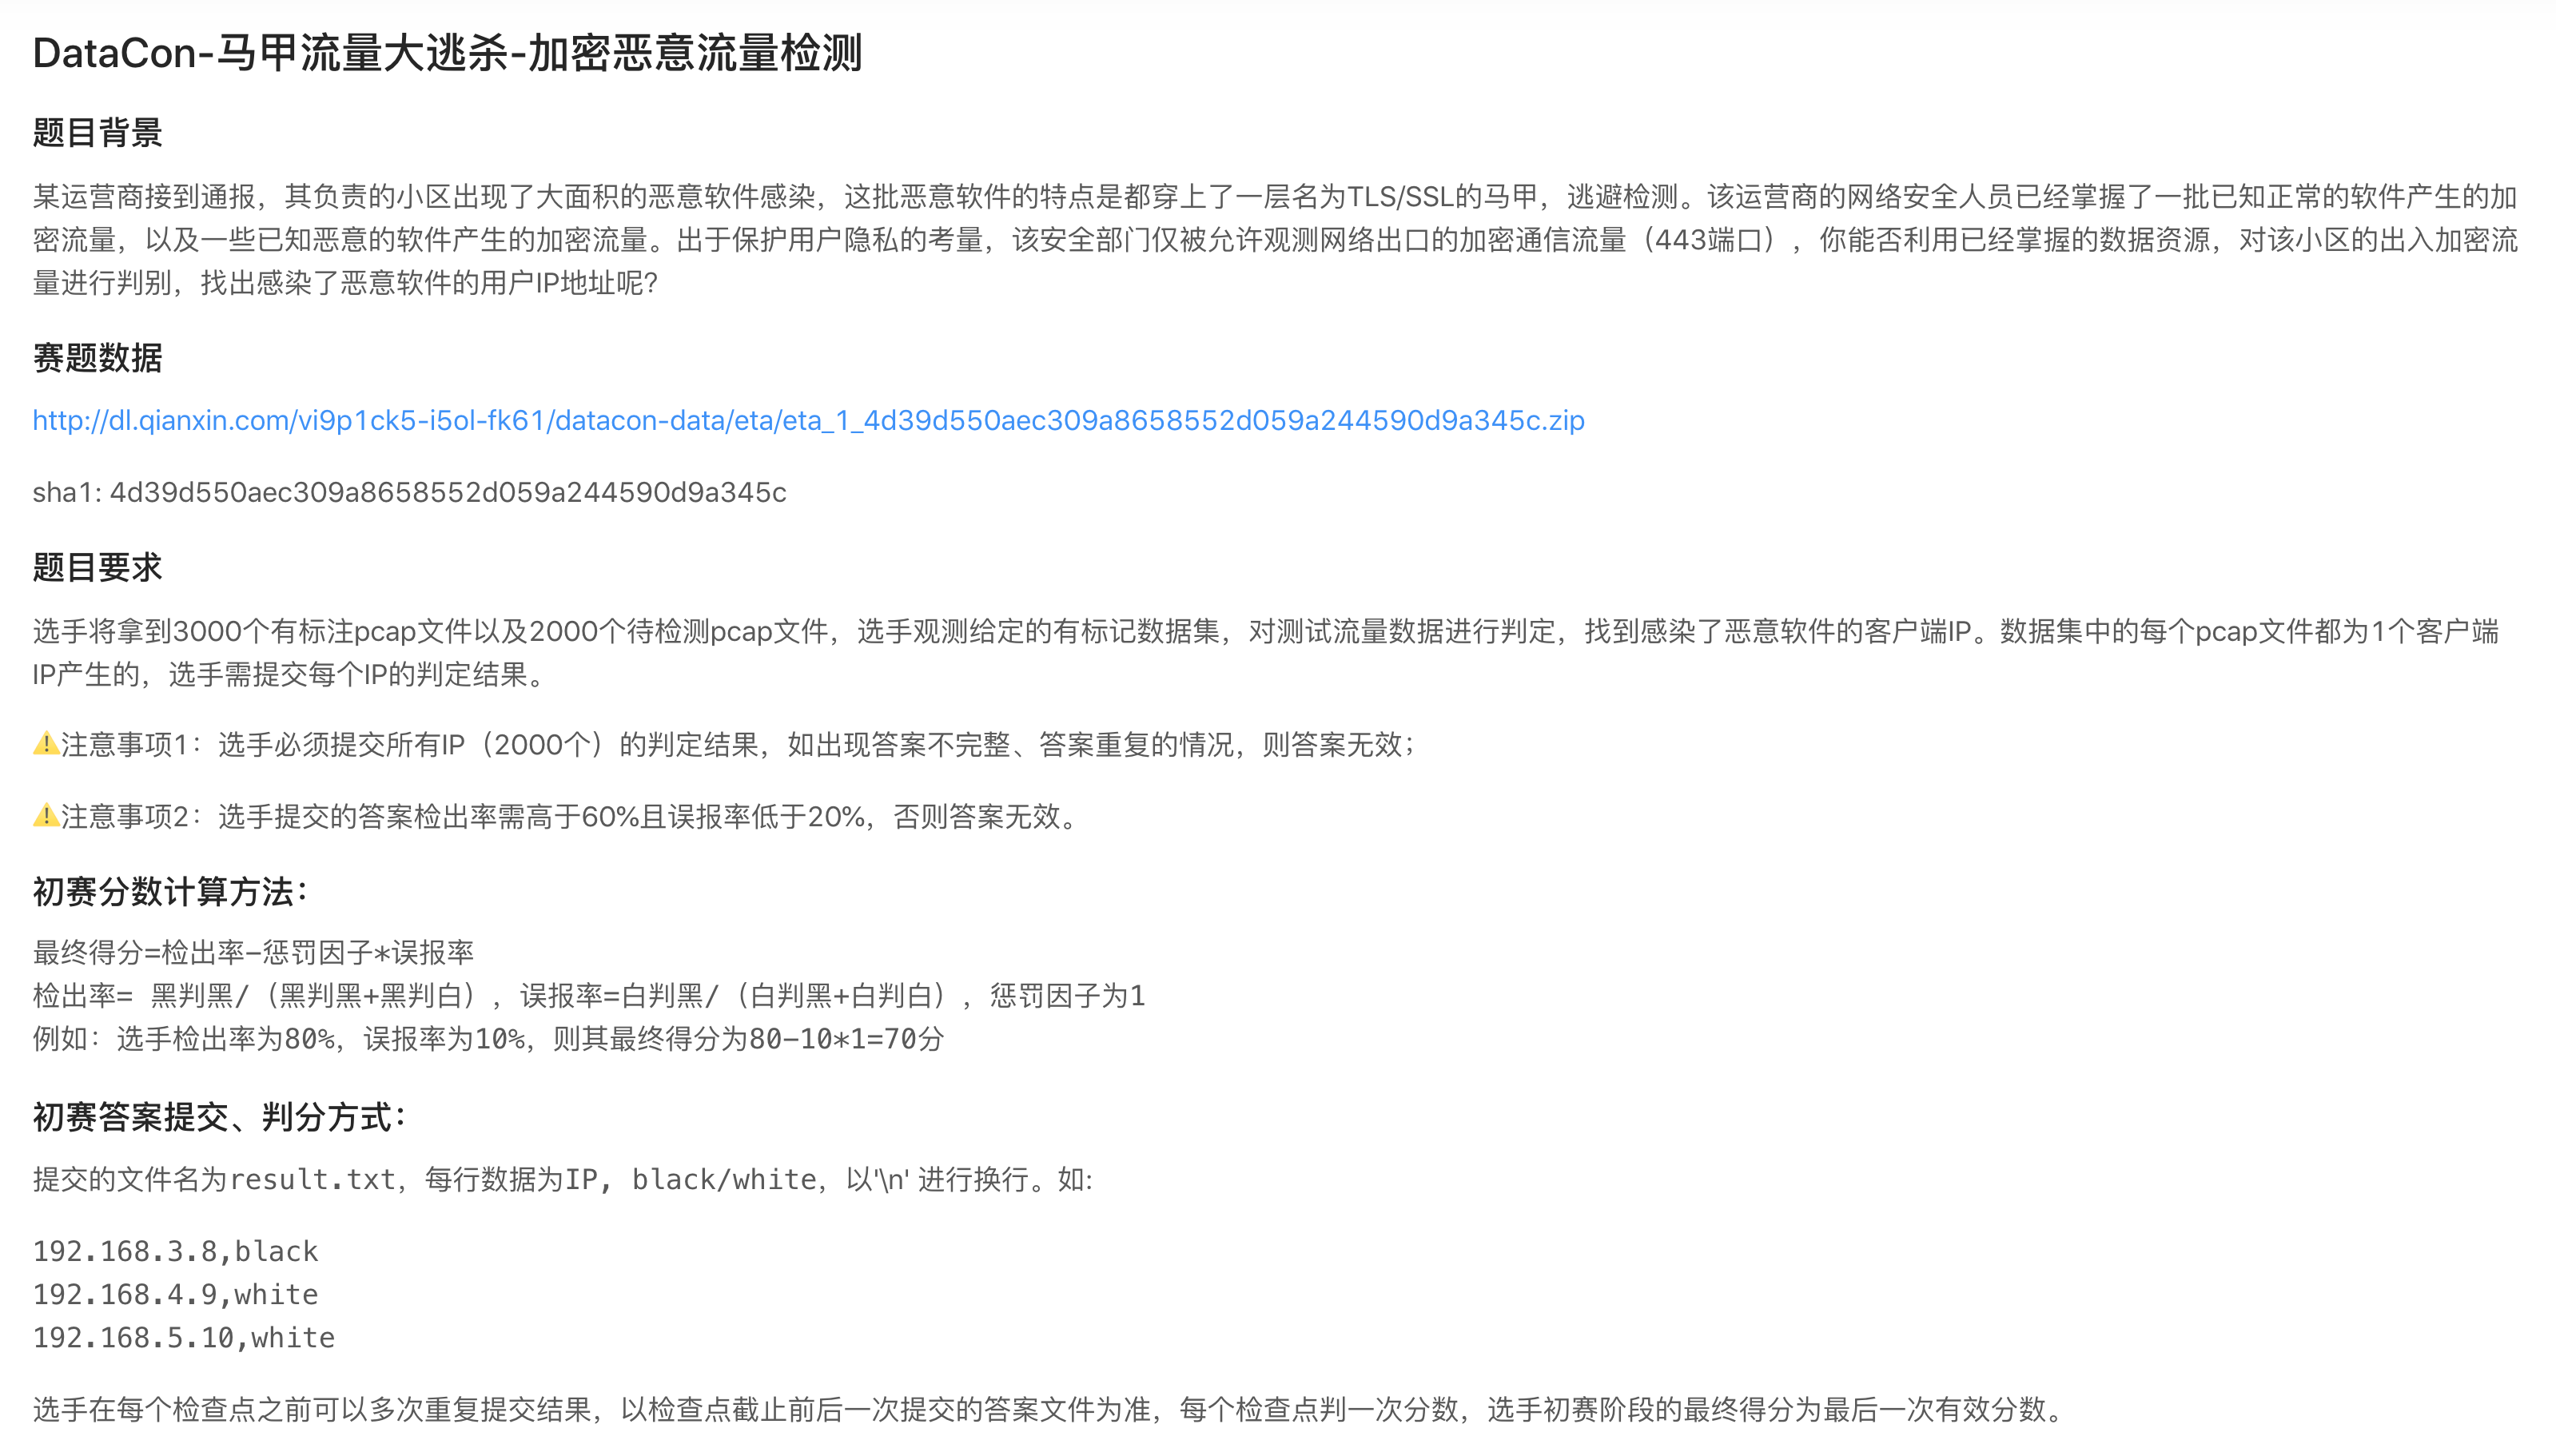 DataCon-马甲流量大逃杀-加密恶意流量检测
题目背景
某运营商接到通报，其负责的小区出现了大面积的恶意软件感染，这批恶意软件的特点是都穿上了一层名为TLS/SSL的马甲，逃避检测。该运营商的网络安全人员已经掌握了一批已知正常的软件产生的加
密流量，以及一些已知恶意的软件产生的加密流量。出于保护用户隐私的考量，该安全部门仅被允许观测网络出口的加密通信流量（443端口），你能否利用已经掌握的数据资源，对该小区的出入加密流
量进行判别，找出感染了恶意软件的用户IP地址呢?
赛题数据
http://dl.qianxin.com/vi9p1ck5-i5ol-fk61/datacon-data/eta/eta_1_4d39d550aec309a8658552d059a244590d9a345c.zip
sha1: 4d39d550aec309a8658552d059a244590d9a345c
题目要求
选手将拿到3000个有标注pcap文件以及2000个待检测pcap文件，选手观测给定的有标记数据集，对测试流量数据进行判定，找到感染了恶意软件的客户端IP。数据集中的每个pcap文件都为1个客户端
IP产生的，选手需提交每个IP的判定结果。
⚠️注意事项1：选手必须提交所有IP（2000个）的判定结果，如出现答案不完整、答案重复的情况，则答案无效；
⚠️注意事项2：选手提交的答案检出率需高于60%且误报率低于20%，否则答案无效。
初赛分数计算方法：
最终得分=检出率-惩罚因子*误报率
检出率= 黑判黑/（黑判黑+黑判白），误报率=白判黑/（白判黑+白判白），惩罚因子为1
例如：选手检出率为80%，误报率为10%，则其最终得分为80-10*1=70分
初赛答案提交、判分方式：
提交的文件名为result.txt，每行数据为IP, black/white，以'\n' 进行换行。如:
192.168.3.8,black
192.168.4.9,white
192.168.5.10,white
选手在每个检查点之前可以多次重复提交结果，以检查点截止前后一次提交的答案文件为准，每个检查点判一次分数，选手初赛阶段的最终得分为最后一次有效分数。